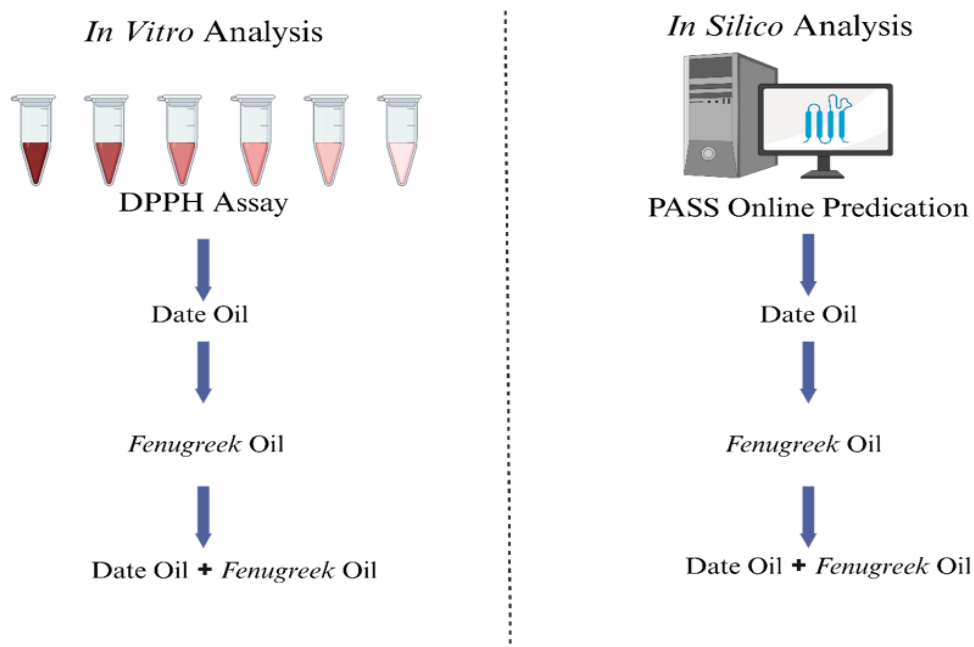 In Vitro Analysis
DPPH Assay
Date Oil
Fenugreek Oil
Date Oil + Fenugreek Oil
In Silico Analysis
PASS Online Predication
Date Oil
Fenugreek Oil
Date Oil + Fenugreek Oil